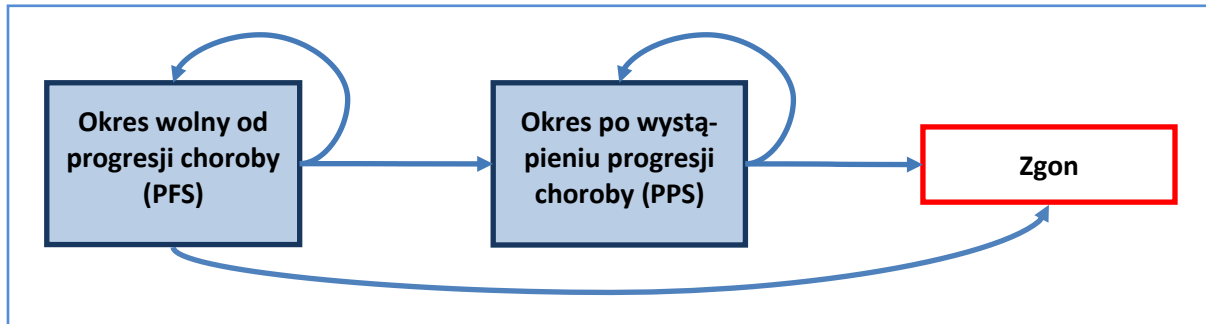 Okres wolny od
progresji choroby
(PFS)
Okres po wystą-
pieniu progresji
choroby (PPS)
Zgon